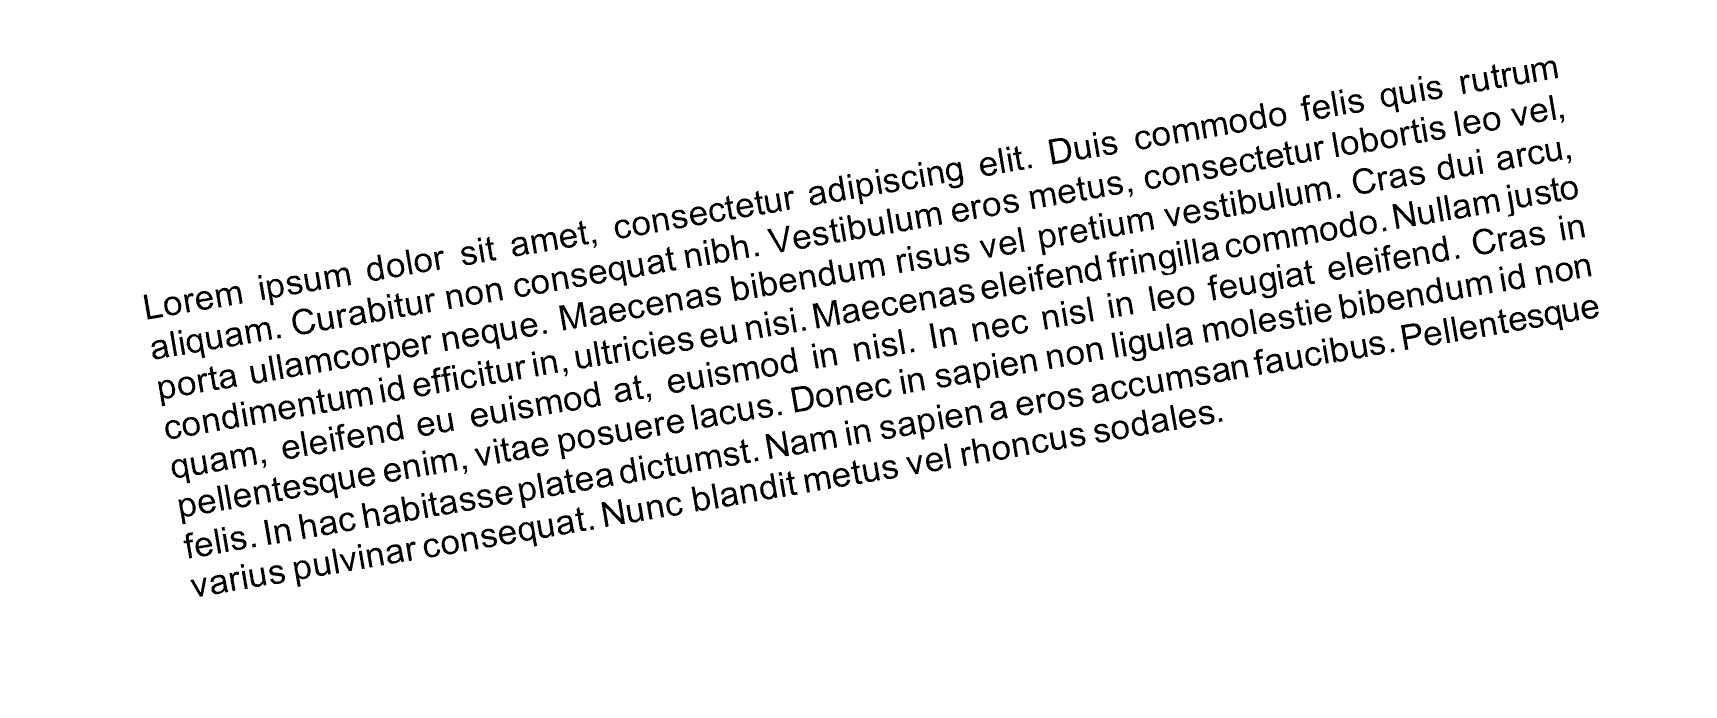 Lorem ipsum dolor sit amet, consectetur adipiscing elit. Duis commodo felis quis rutrum
aliquam. Curabitur non consequat nibh. Vestibulum eros metus, consectetur lobortis leo vel,
porta ullamcorper neque. Maecenas bibendum risus vel pretium vestibulum. Cras dui arcu,
condimentum id efficitur in, ultricies eu nisi. Maecenas eleifend fringilla commodo. Nullam justo
quam, eleifend eu euismod at, euismod in nisl. In nec nisl in leo feugiat eleifend. Cras in
pellentesque enim, vitae posuere lacus. Donec in sapien non ligula molestie bibendum id non
felis. In hac habitasse platea dictumst. Nam in sapien a eros accumsan faucibus. Pellentesque
varius pulvinar consequat. Nunc blandit metus vel rhoncus sodales.